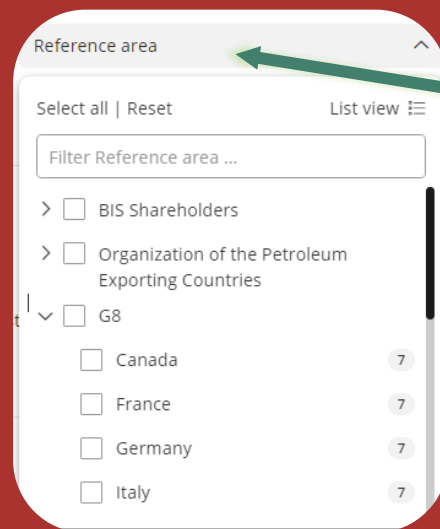 Reference area
Select all | Reset
List view
Filter Reference area ...
BIS Shareholders
Organization of the Petroleum
Exporting Countries
G8
Canada 7
France 7
Germany 7
Italy 7